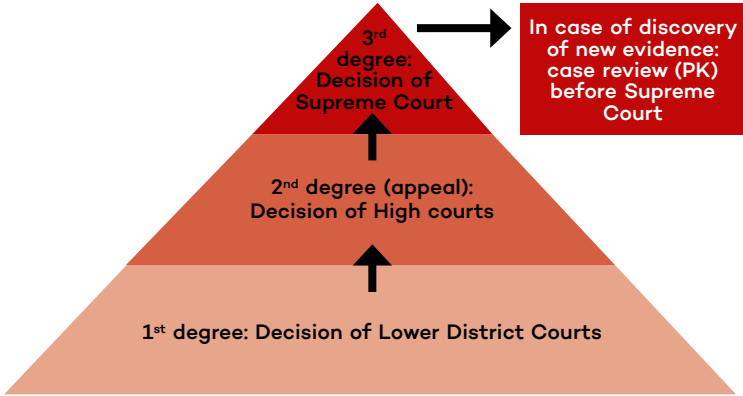 3rd
degree:
Decision of
Supreme Court
In case of discovery
of new evidence:
case review (PK)
before Supreme
Court
2nd degree (appeal):
Decision of High courts
1st degree: Decision of Lower District Courts